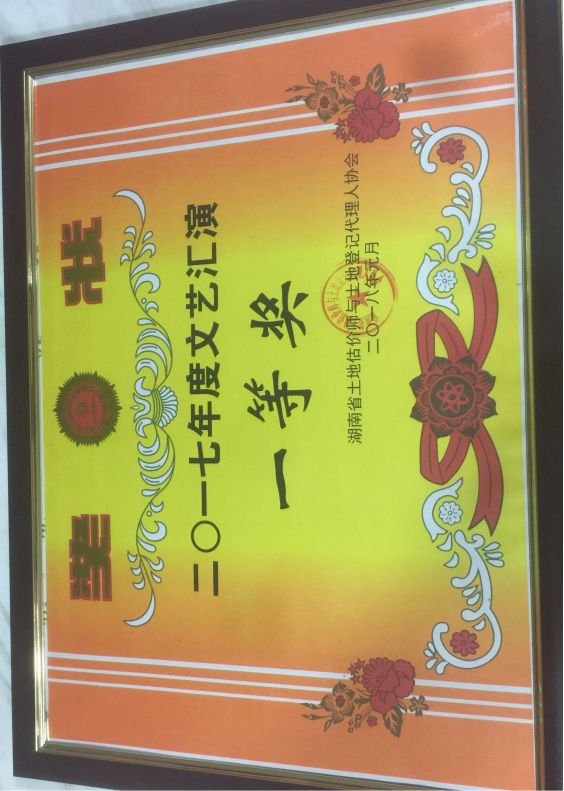 奖 状
二〇一七年度文艺汇演
一等奖
湖南省土地估价师与土地登记代理人协会
二〇一八年元月